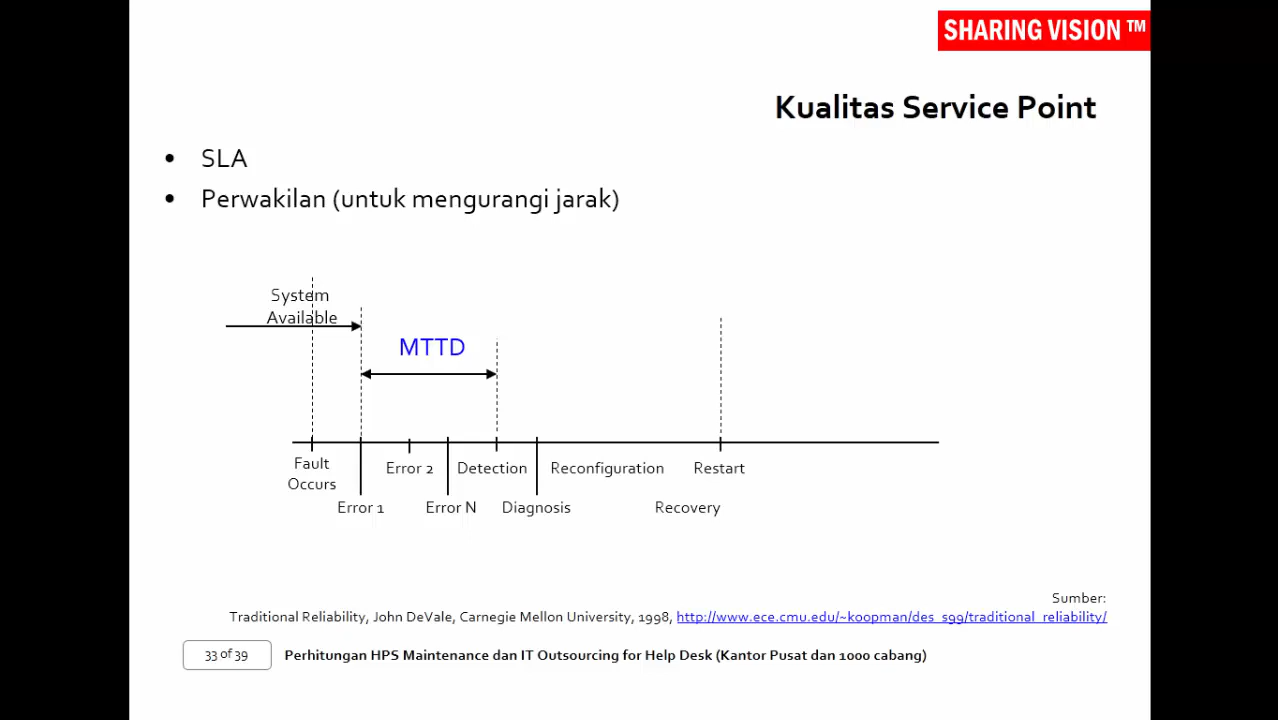 SHARING VISION ™
Kualitas Service Point
• SLA
• Perwakilan (untuk mengurangi jarak)
System
Available
MTTD
Fault
Occurs
Error 2
Detection
Reconfiguration
Restart
Error 1
Error N
Diagnosis
Recovery
Sumber:
Traditional Reliability, John DeVale, Carnegie Mellon University, 1998, http://www.ece.cmu.edu/~koopman/des_s99/traditional_reliability/
33 of 39
Perhitungan HPS Maintenance dan IT Outsourcing for Help Desk (Kantor Pusat dan 1000 cabang)